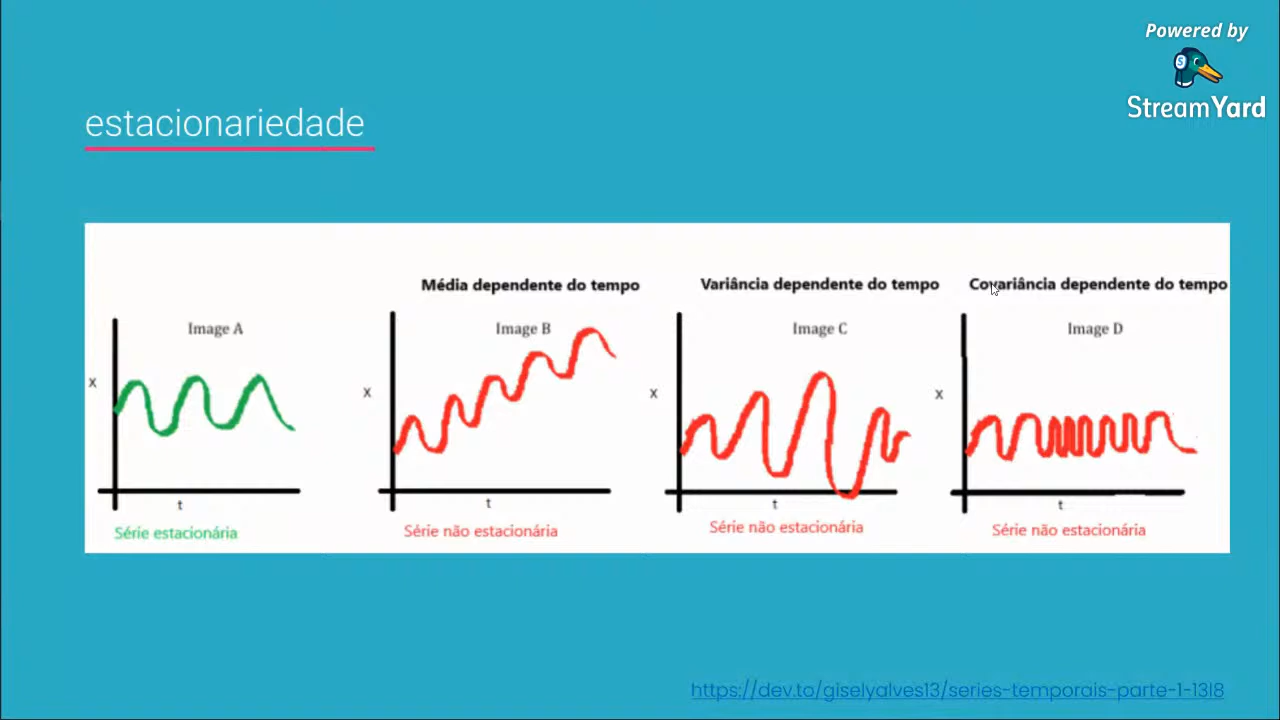 Powered by
StreamYard
estacionariedade
Média dependente do tempo
Variância dependente do tempo
Covariância dependente do tempo
Image A
Image B
Image C
Image D
x
x
x
x
t
t
t
t
Série estacionária
Série não estacionária
Série não estacionária
Série não estacionária
https://dev.to/giselyalves13/series-temporais-parte-1-13l8